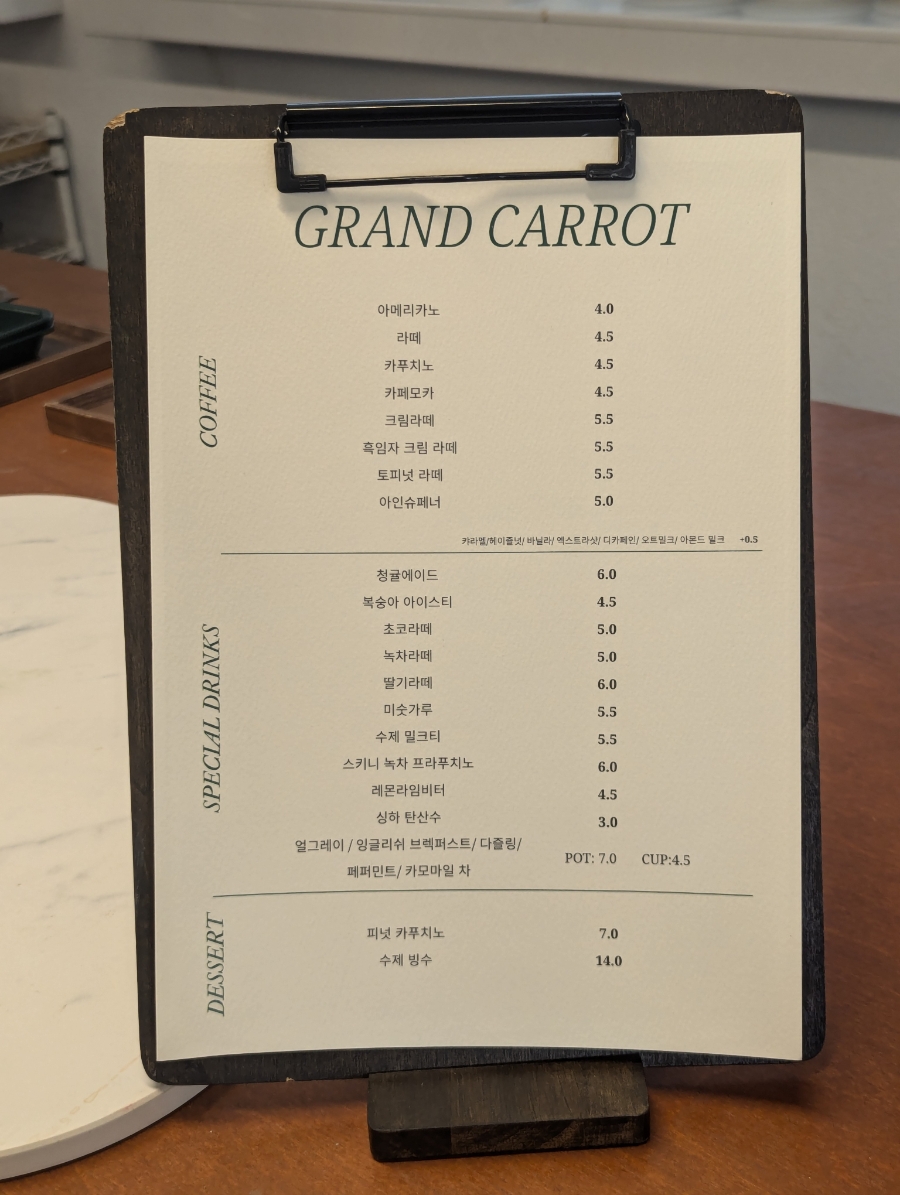 GRAND CARROT
COFFEE
아메리카노 4.0
라떼 4.5
카푸치노 4.5
카페모카 4.5
크림라떼 5.5
흑임자 크림 라떼 5.5
토피넛 라떼 5.5
아인슈페너 5.0
카라멜/헤이즐넛/ 바닐라/ 엑스트라샷/ 디카페인/ 오트밀크/ 아몬드 밀크 +0.5
SPECIAL DRINKS
청귤에이드 6.0
복숭아 아이스티 4.5
초코라떼 5.0
녹차라떼 5.0
딸기라떼 6.0
미숫가루 5.5
수제 밀크티 5.5
스키니 녹차 프라푸치노 6.0
레몬라임비터 4.5
싱하 탄산수 3.0
얼그레이 / 잉글리쉬 브렉퍼스트/ 다즐링/
페퍼민트/ 카모마일 차 POT: 7.0 CUP:4.5
DESSERT
피넛 카푸치노 7.0
수제 빙수 14.0